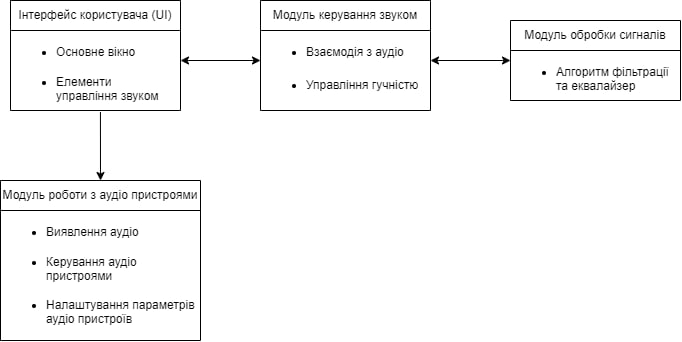 Інтерфейс користувача (UI)
Основне вікно
Елементи
управління звуком
Модуль керування звуком
Взаємодія з аудіо
Управління гучністю
Модуль обробки сигналів
Алгоритм фільтрації
та еквалайзер
Модуль роботи з аудіо пристроями
Виявлення аудіо
Керування аудіо
пристроями
Налаштування параметрів
аудіо пристроїв